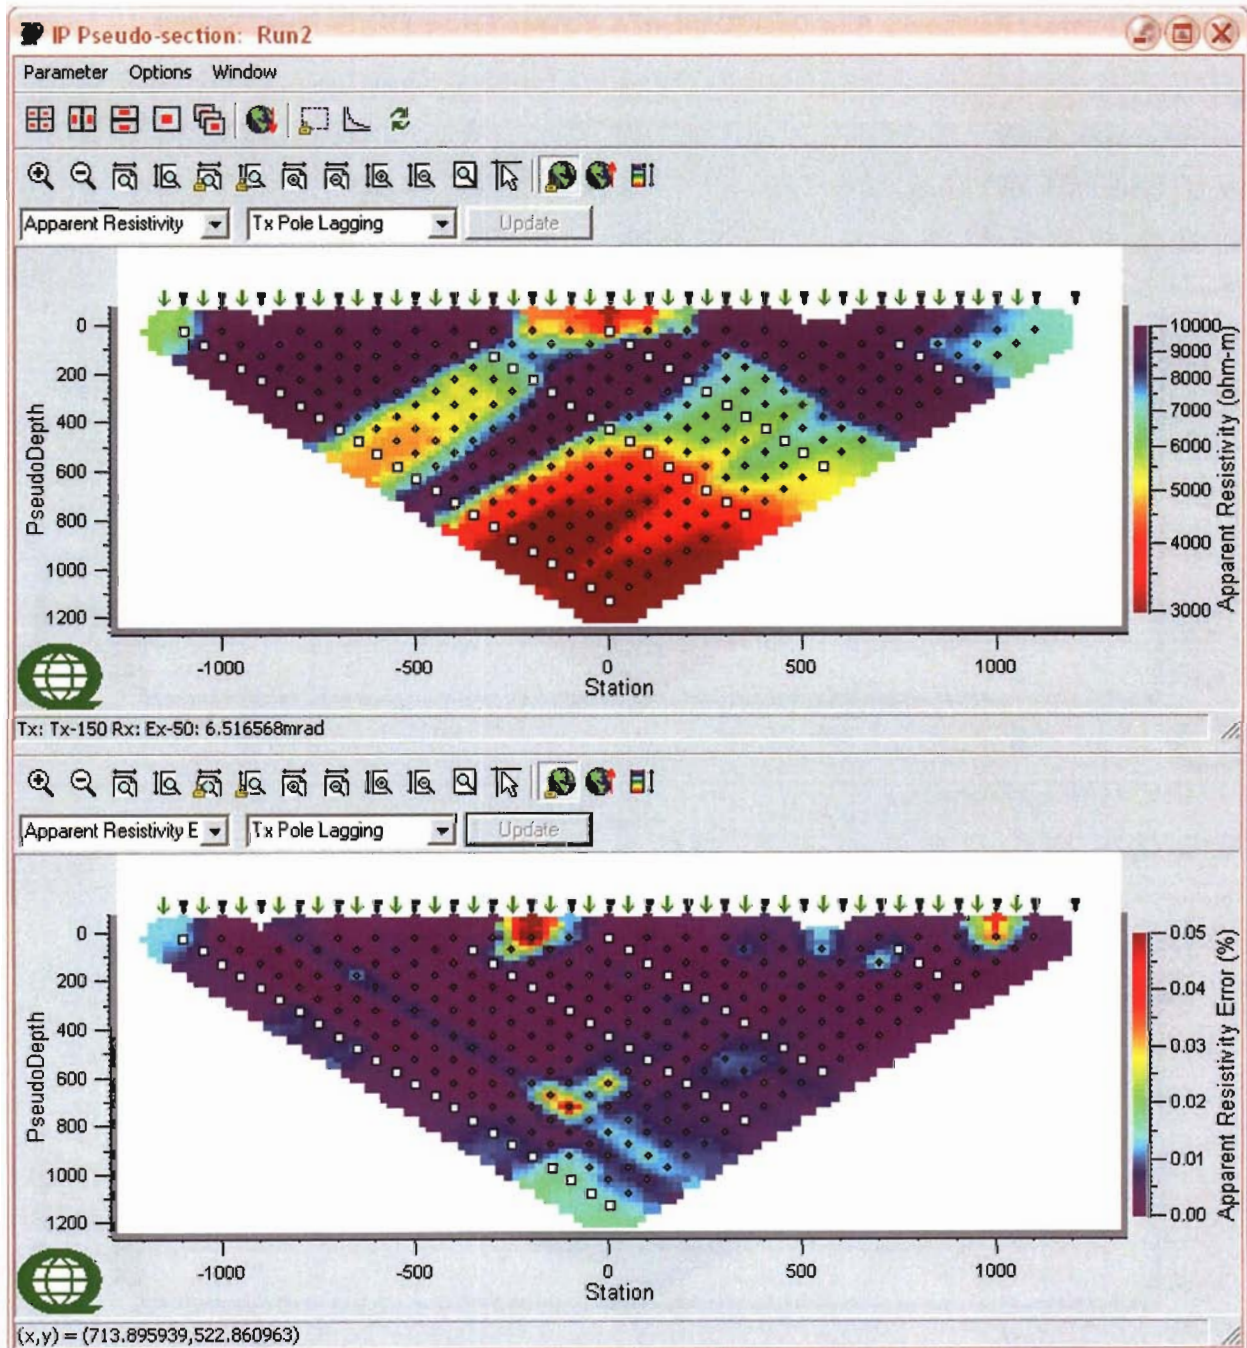 IP Pseudo-section: Run2
Parameter Options Window
Apparent Resistivity Tx Pole Lagging Update
PseudoDepth
0
200
400
600
800
1000
1200
-1000 -500 0 500 1000
Station
10000
9000
8000
7000
6000
5000
4000
3000
Apparent Resistivity (ohm-m)
Tx: Tx-150 Rx: Ex-50: 6.516568mrad
Apparent Resistivity E Tx Pole Lagging Update
PseudoDepth
0
200
400
600
800
1000
1200
-1000 -500 0 500 1000
Station
0.05
0.04
0.03
0.02
0.01
0.00
Apparent Resistivity Error (%)
(x,y) = (713.895939,522.860963)